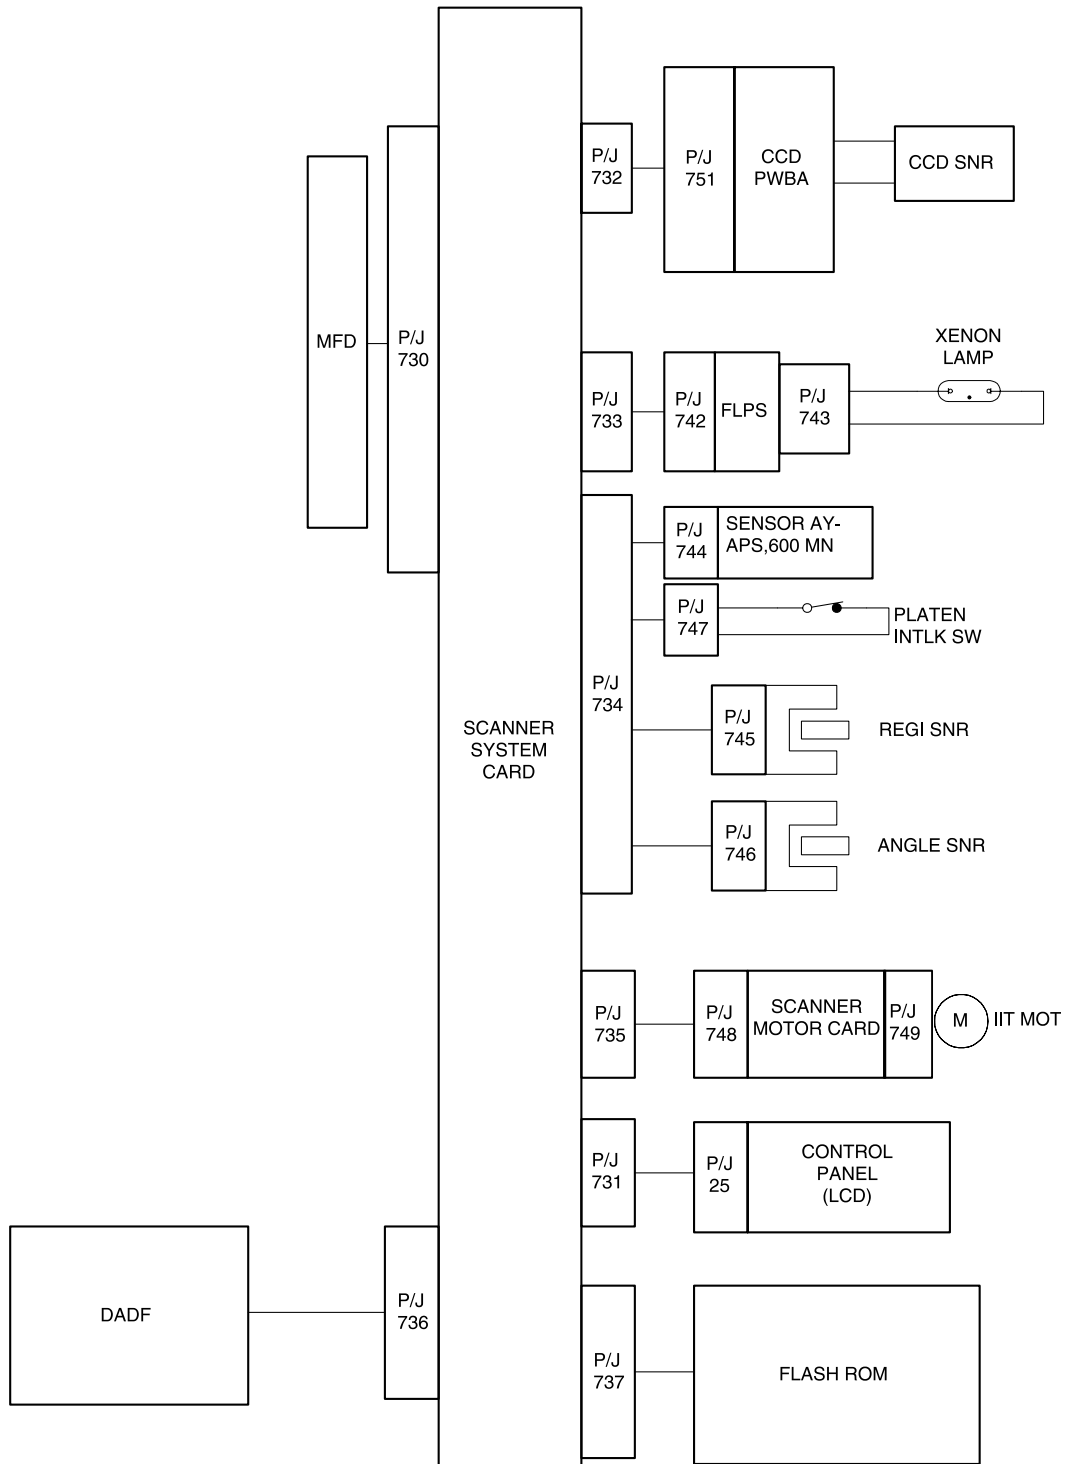 P/J
732
P/J
751
CCD
PWBA
CCD SNR
MFD
P/J
730
XENON
LAMP
P/J
733
P/J
742
FLPS
P/J
743
P/J
744
SENSOR AY-
APS,600 MN
P/J
747
PLATEN
INTLK SW
P/J
734
SCANNER
SYSTEM
CARD
P/J
745
REGI SNR
P/J
746
ANGLE SNR
P/J
735
P/J
748
SCANNER
MOTOR CARD
P/J
749
M
IIT MOT
P/J
731
P/J
25
CONTROL
PANEL
(LCD)
DADF
P/J
736
P/J
737
FLASH ROM